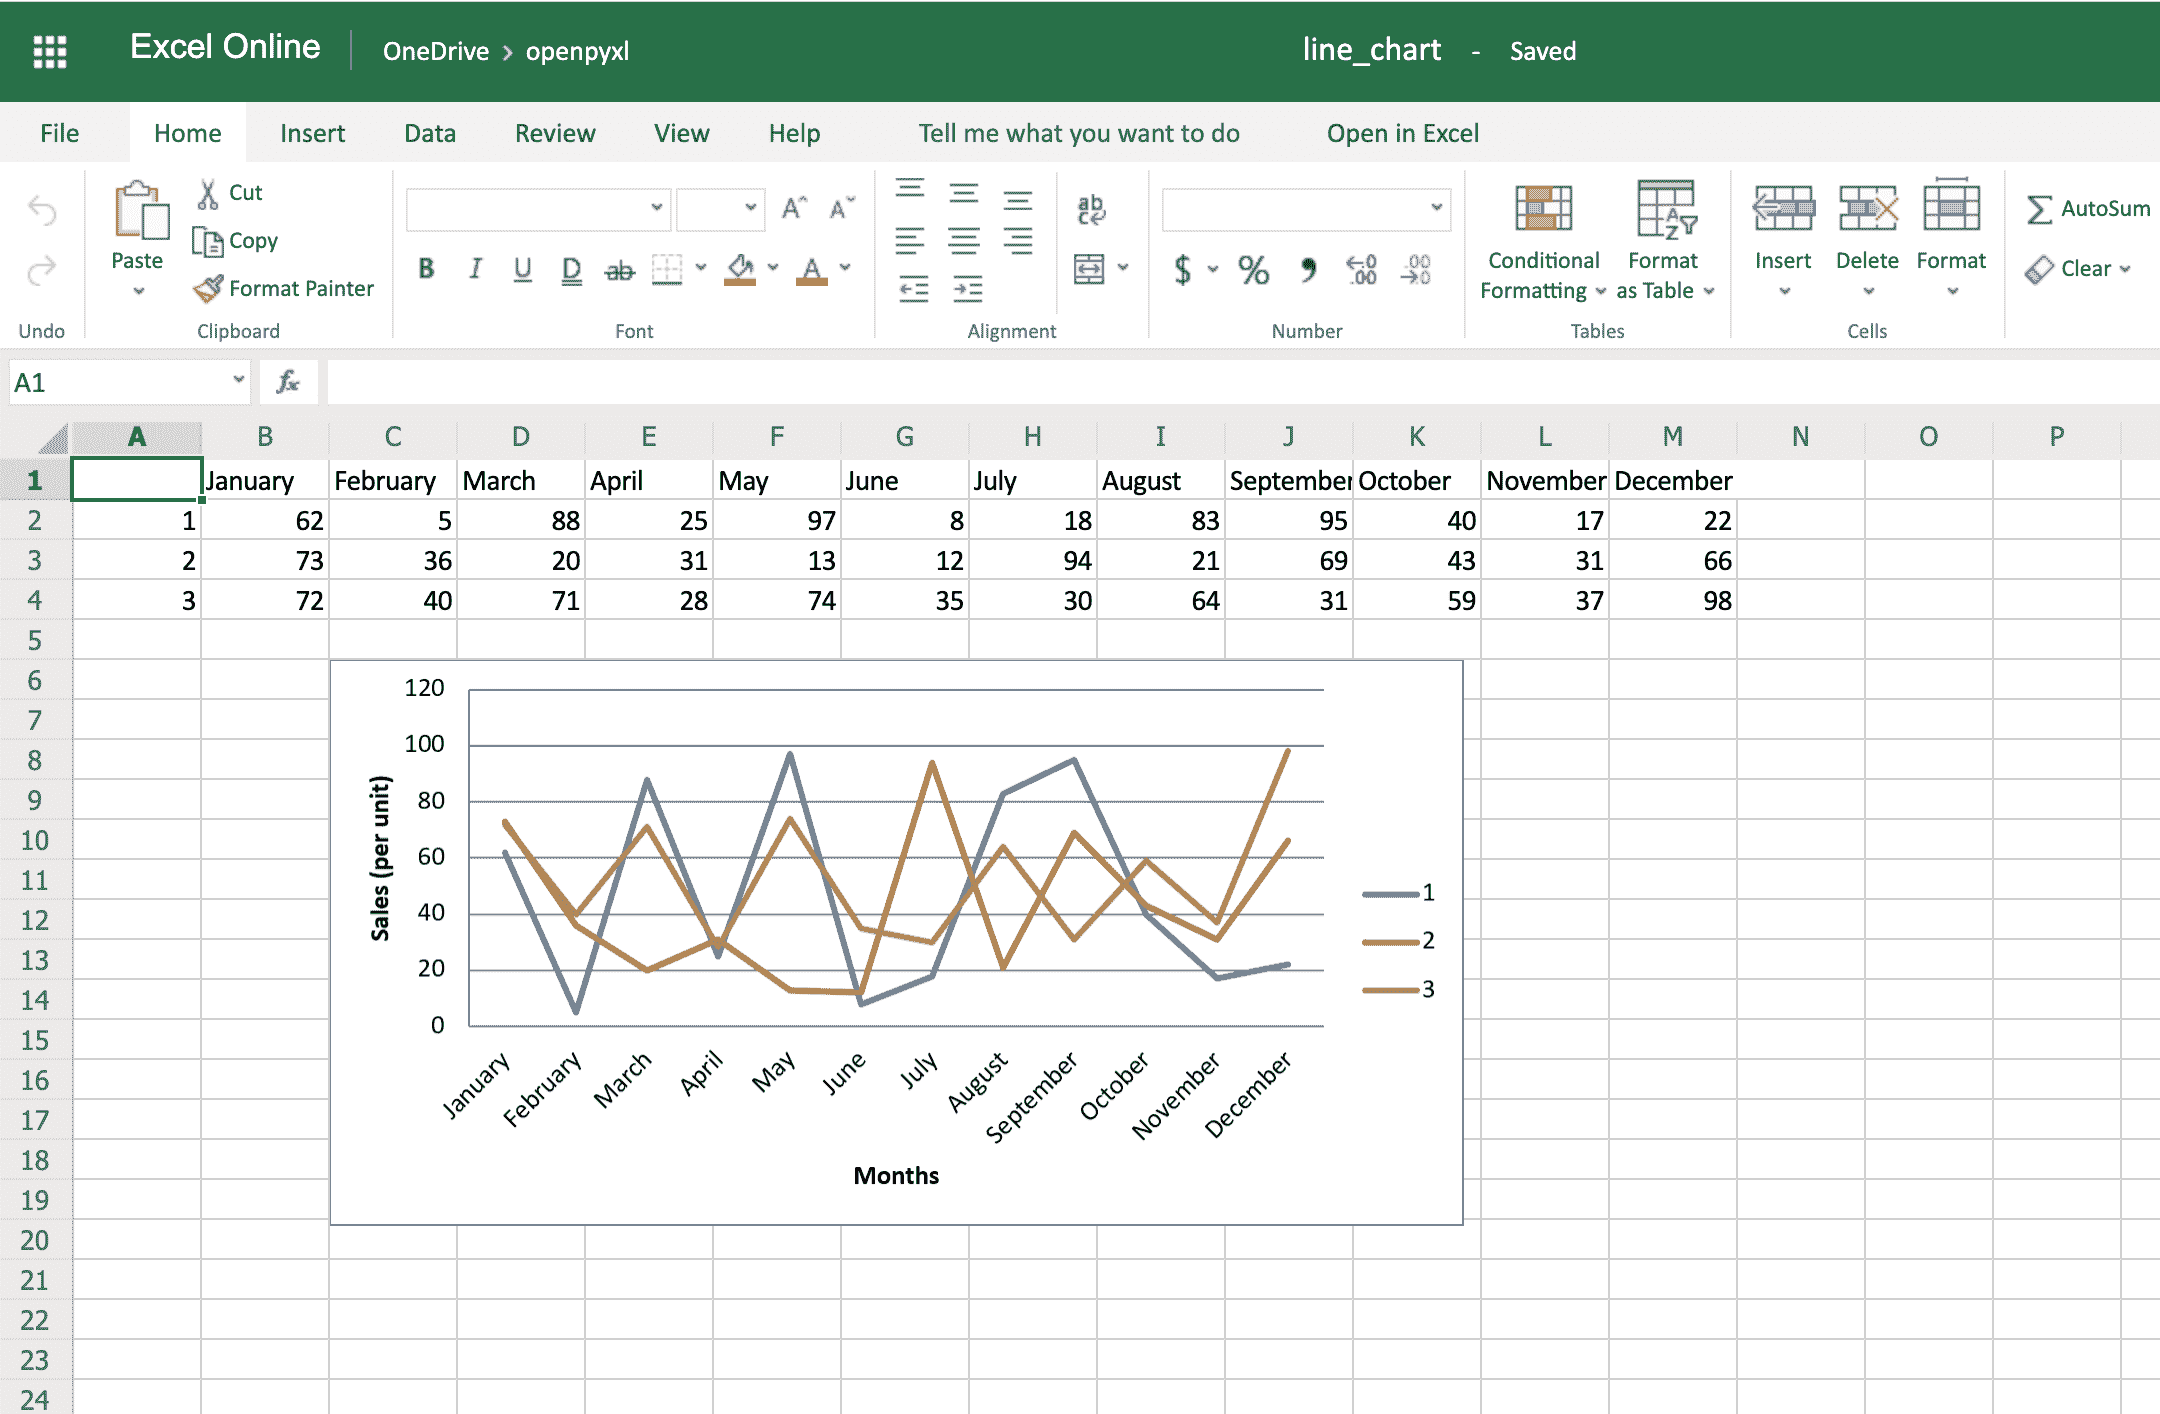 Excel Online OneDrive > openpyxl line_chart - Saved
File Home Insert Data Review View Help Tell me what you want to do Open in Excel
Undo
Paste
Cut
Copy
Format Painter
Clipboard
B I U D ab
Font
ab
Alignment
$ % , .0 .00 .00 .0
Number
Conditional Formatting
Format as Table
Tables
Insert Delete Format
Cells
AutoSum
Clear
A1 fx
A B C D E F G H I J K L M N O P
1 January February March April May June July August September October November December
2 1 62 5 88 25 97 8 18 83 95 40 17 22
3 2 73 36 20 31 13 12 94 21 69 43 31 66
4 3 72 40 71 28 74 35 30 64 31 59 37 98
5
6
7
8
9
10
11
12
13
14
15
16
17
18
19
20
21
22
23
24
Sales (per unit)
120
100
80
60
40
20
0
January February March April May June July August September October November December
Months
1
2
3